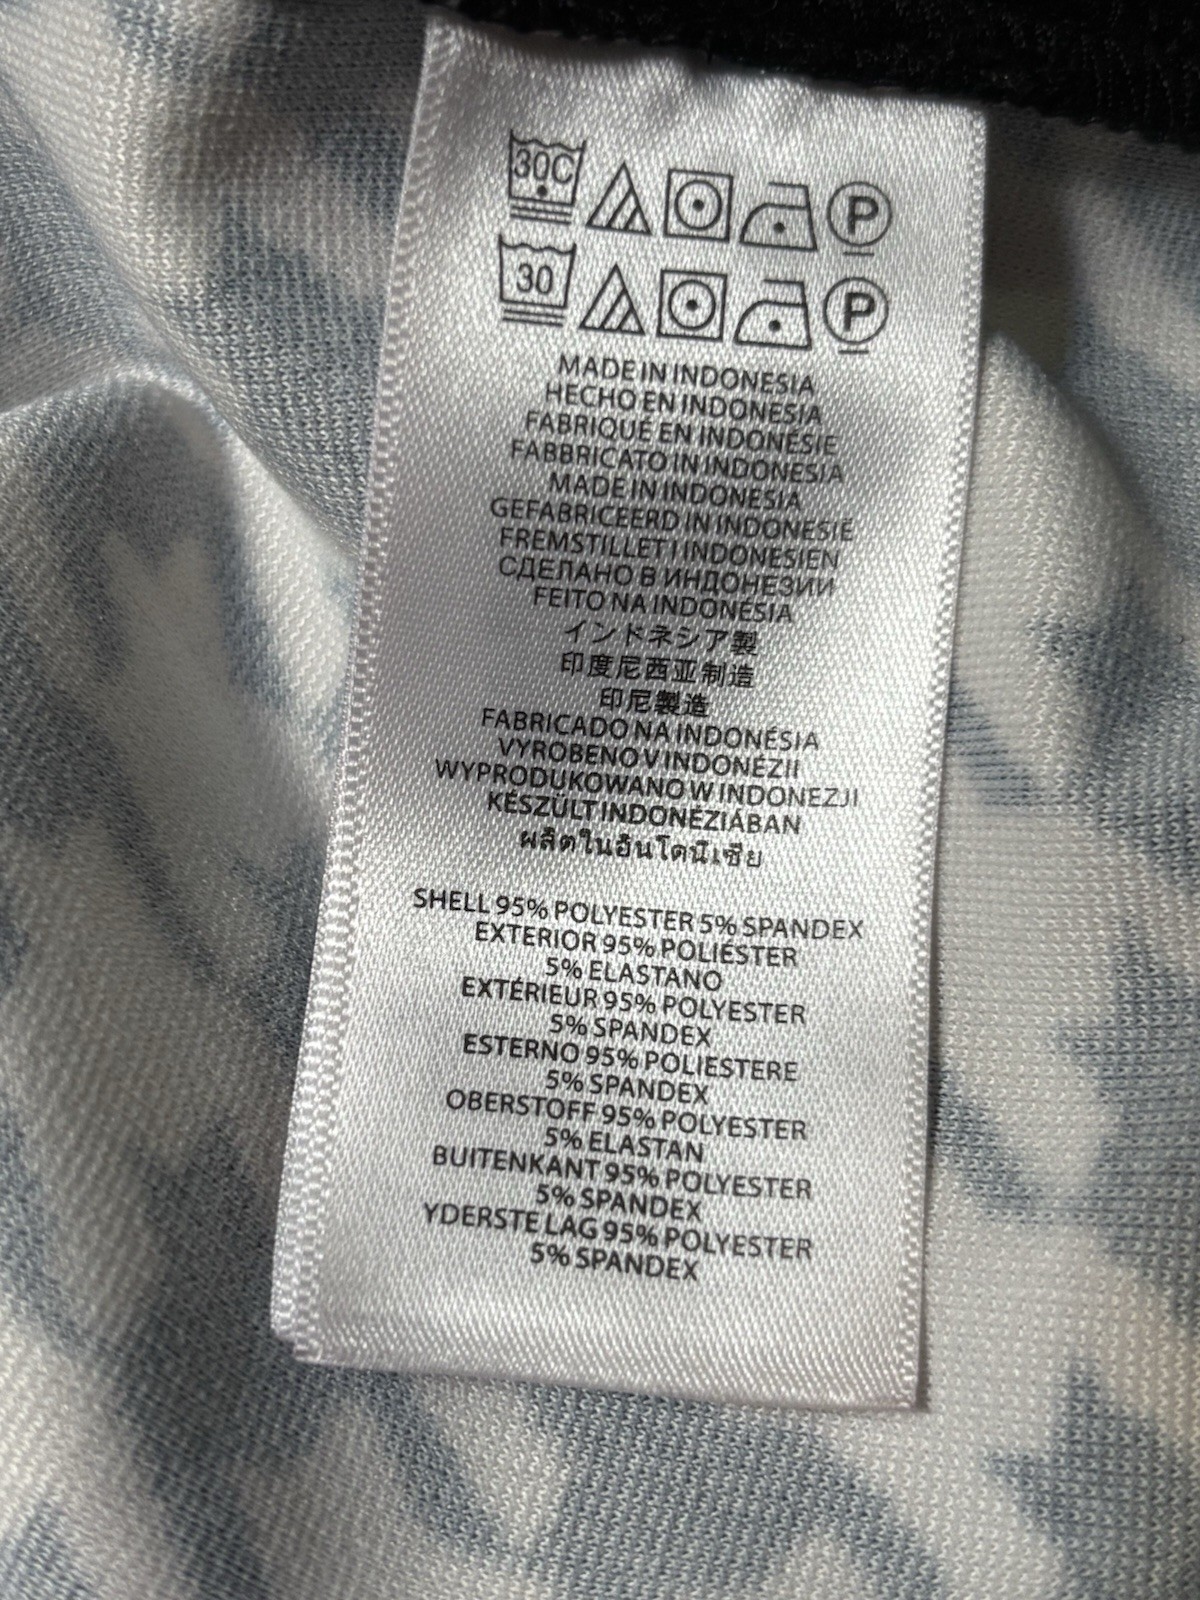 30C P
30 P
MADE IN INDONESIA
HECHO EN INDONESIA
FABRIQUÉ EN INDONÉSIE
FABBRICATO IN INDONESIA
MADE IN INDONESIA
GEFABRICEERD IN INDONESIË
FREMSTILLET I INDONESIEN
СДЕЛАНО В ИНДОНЕЗИИ
FEITO NA INDONÉSIA
インドネシア製
印度尼西亚制造
印尼製造
FABRICADO NA INDONÉSIA
VYROBENO V INDONÉZII
WYPRODUKOWANO W INDONEZJI
KÉSZÜLT INDONÉZIÁBAN
ผลิตในอินโดนีเซีย
SHELL 95% POLYESTER 5% SPANDEX
EXTERIOR 95% POLIÉSTER
5% ELASTANO
EXTÉRIEUR 95% POLYESTER
5% SPANDEX
ESTERNO 95% POLIESTERE
5% SPANDEX
OBERSTOFF 95% POLYESTER
5% ELASTAN
BUITENKANT 95% POLYESTER
5% SPANDEX
YDERSTE LAG 95% POLYESTER
5% SPANDEX